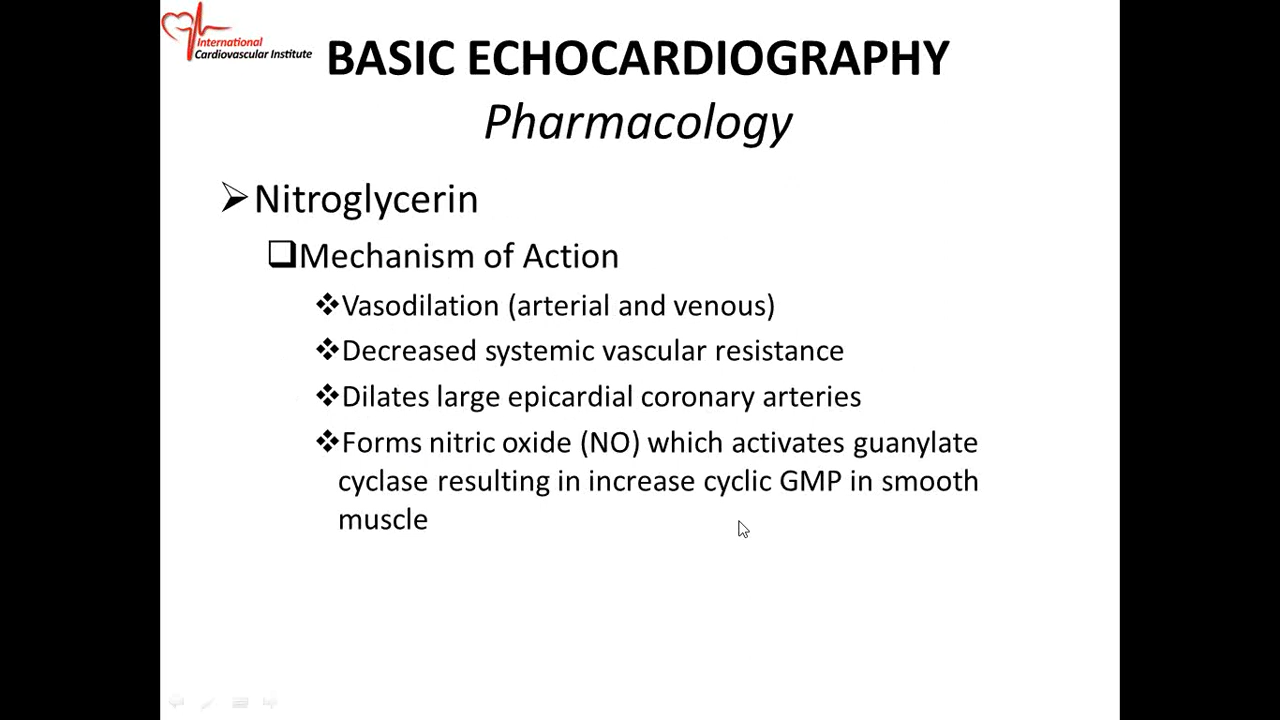 International
Cardiovascular Institute
BASIC ECHOCARDIOGRAPHY
Pharmacology
Nitroglycerin
Mechanism of Action
Vasodilation (arterial and venous)
Decreased systemic vascular resistance
Dilates large epicardial coronary arteries
Forms nitric oxide (NO) which activates guanylate
cyclase resulting in increase cyclic GMP in smooth
muscle